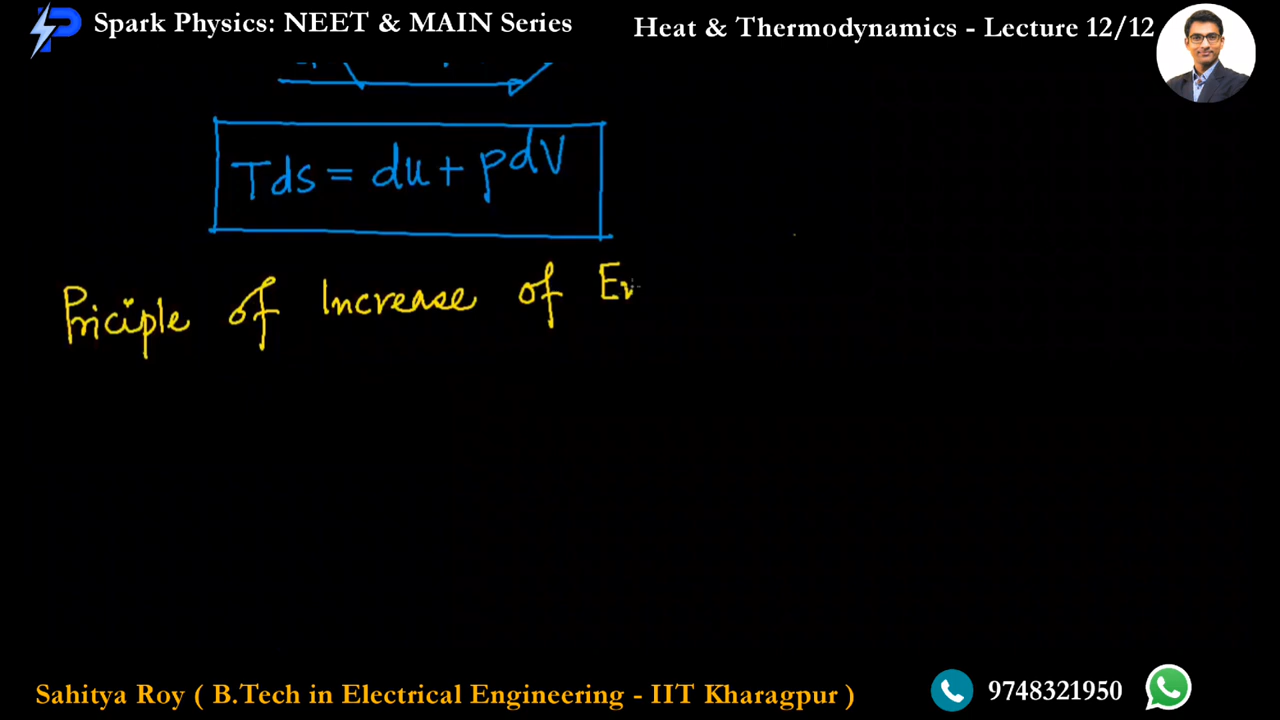 Spark Physics: NEET & MAIN Series
Heat & Thermodynamics - Lecture 12/12
Tds = du + pdV
Priciple of Increase of
Sahitya Roy ( B.Tech in Electrical Engineering - IIT Kharagpur )
9748321950